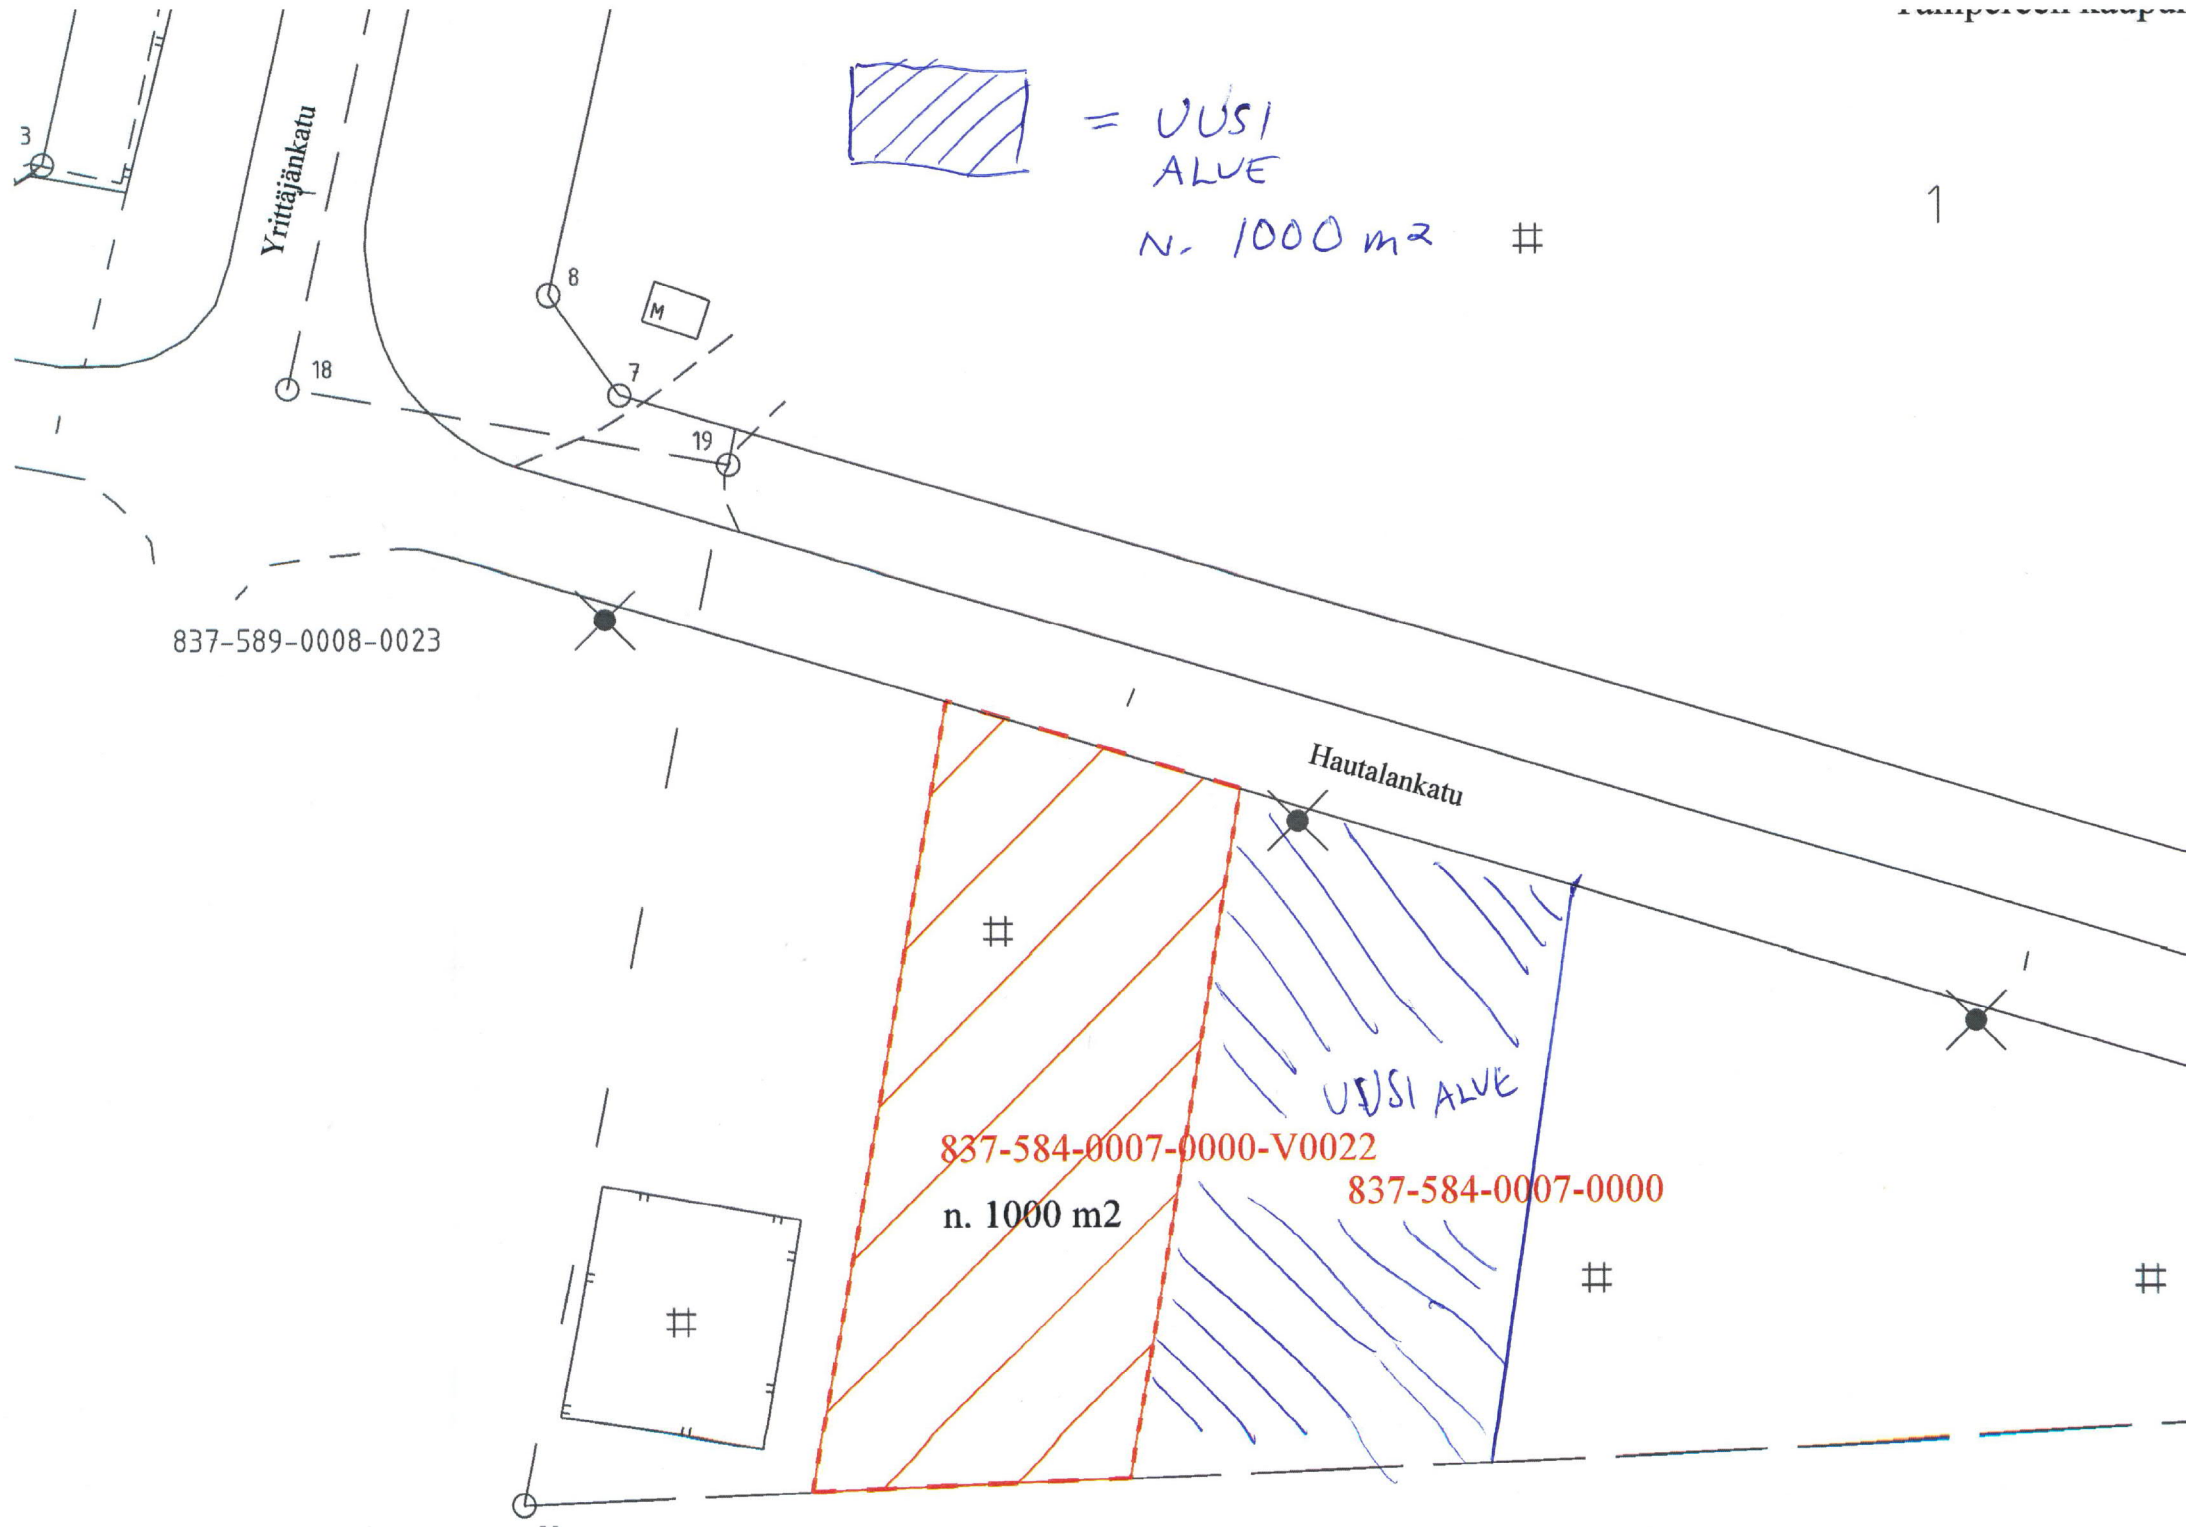 3
Yrittäjänkatu
= UUSI
ALUE
N. 1000 m2
1
8
M
7
18
19
837-589-0008-0023
Hautalankatu
UUSI ALUE
837-584-0007-0000-V0022
837-584-0007-0000
n. 1000 m2